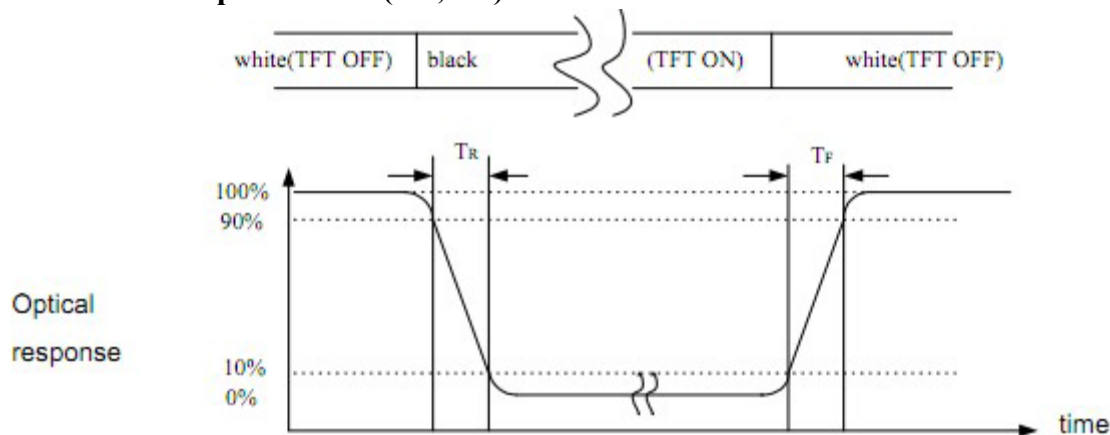 white(TFT OFF) black (TFT ON) white(TFT OFF)
TR TF
100%
90%
Optical
response
10%
0%
time